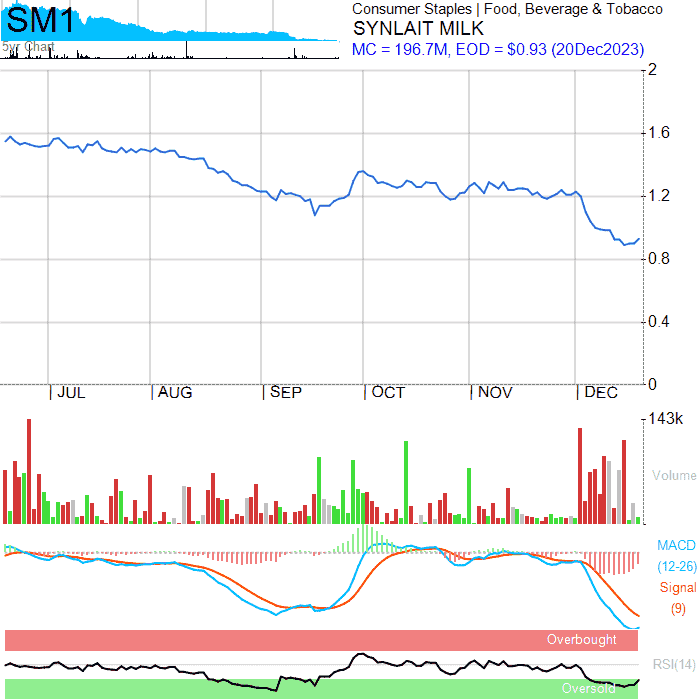 SM1
5yr Chart
Consumer Staples | Food, Beverage & Tobacco
SYNLAIT MILK
MC = 196.7M, EOD = $0.93 (20Dec2023)
2
1.6
1.2
0.8
0.4
0
| JUL | AUG | SEP | OCT | NOV | DEC
143k
Volume
MACD
(12-26)
Signal
(9)
Overbought
RSI(14)
Oversold